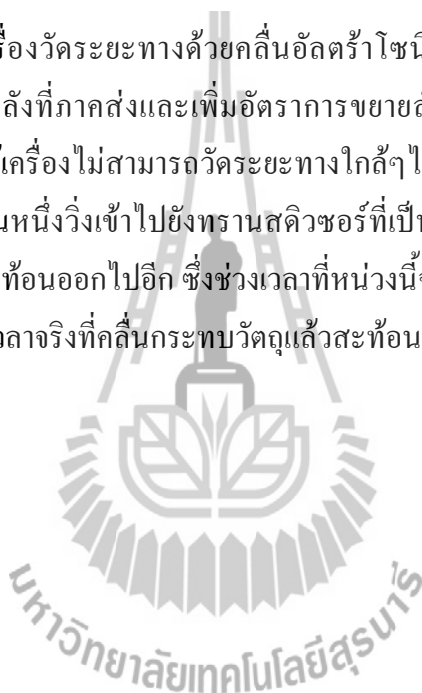 รื่องวัดระยะทางด้วยคลื่นอัลตร้าโซนิ
ลังที่ภาคส่งและเพิ่มอัตราการขยายสั
เครื่องไม่สามารถวัดระยะทางใกล้ๆไ
นหนึ่งวิ่งเข้าไปยังทรานสดิวซอร์ที่เป็
ท้อนออกไปอีก ซึ่งช่วงเวลาที่หน่วงนี้จ
วลาจริงที่คลื่นกระทบวัตถุแล้วสะท้อน
มหาวิทยาลัยเทคโนโลยีสุรนารี